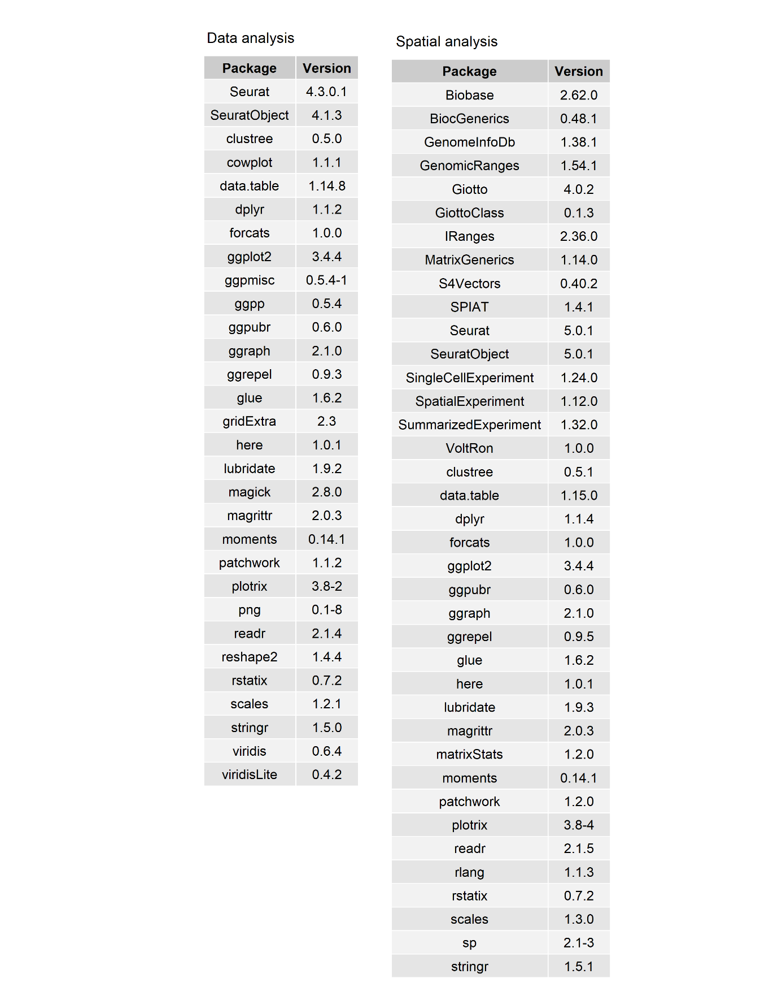 Data analysis
Package Version
Seurat 4.3.0.1
SeuratObject 4.1.3
clustree 0.5.0
cowplot 1.1.1
data.table 1.14.8
dplyr 1.1.2
forcats 1.0.0
ggplot2 3.4.4
ggpmisc 0.5.4-1
ggpp 0.5.4
ggpubr 0.6.0
ggraph 2.1.0
ggrepel 0.9.3
glue 1.6.2
gridExtra 2.3
here 1.0.1
lubridate 1.9.2
magick 2.8.0
magrittr 2.0.3
moments 0.14.1
patchwork 1.1.2
plotrix 3.8-2
png 0.1-8
readr 2.1.4
reshape2 1.4.4
rstatix 0.7.2
scales 1.2.1
stringr 1.5.0
viridis 0.6.4
viridisLite 0.4.2
Spatial analysis
Package Version
Biobase 2.62.0
BiocGenerics 0.48.1
GenomeInfoDb 1.38.1
GenomicRanges 1.54.1
Giotto 4.0.2
GiottoClass 0.1.3
IRanges 2.36.0
MatrixGenerics 1.14.0
S4Vectors 0.40.2
SPIAT 1.4.1
Seurat 5.0.1
SeuratObject 5.0.1
SingleCellExperiment 1.24.0
SpatialExperiment 1.12.0
SummarizedExperiment 1.32.0
VoltRon 1.0.0
clustree 0.5.1
data.table 1.15.0
dplyr 1.1.4
forcats 1.0.0
ggplot2 3.4.4
ggpubr 0.6.0
ggraph 2.1.0
ggrepel 0.9.5
glue 1.6.2
here 1.0.1
lubridate 1.9.3
magrittr 2.0.3
matrixStats 1.2.0
moments 0.14.1
patchwork 1.2.0
plotrix 3.8-4
readr 2.1.5
rlang 1.1.3
rstatix 0.7.2
scales 1.3.0
sp 2.1-3
stringr 1.5.1